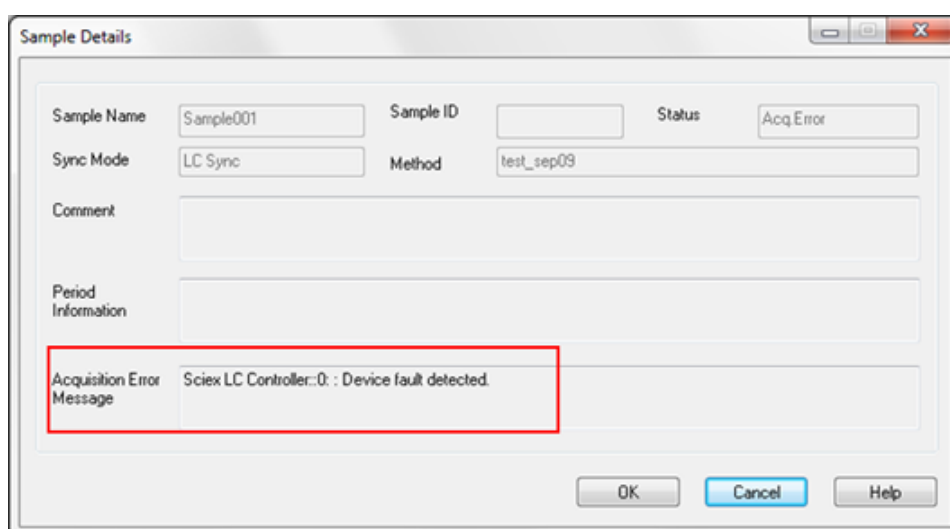 Sample Details
Sample Name Sample001 Sample ID Status Acq.Error
Sync Mode LC Sync Method test_sep09
Comment
Period
Information
Acquisition Error Sciex LC Controller::0: : Device fault detected.
Message
OK Cancel Help